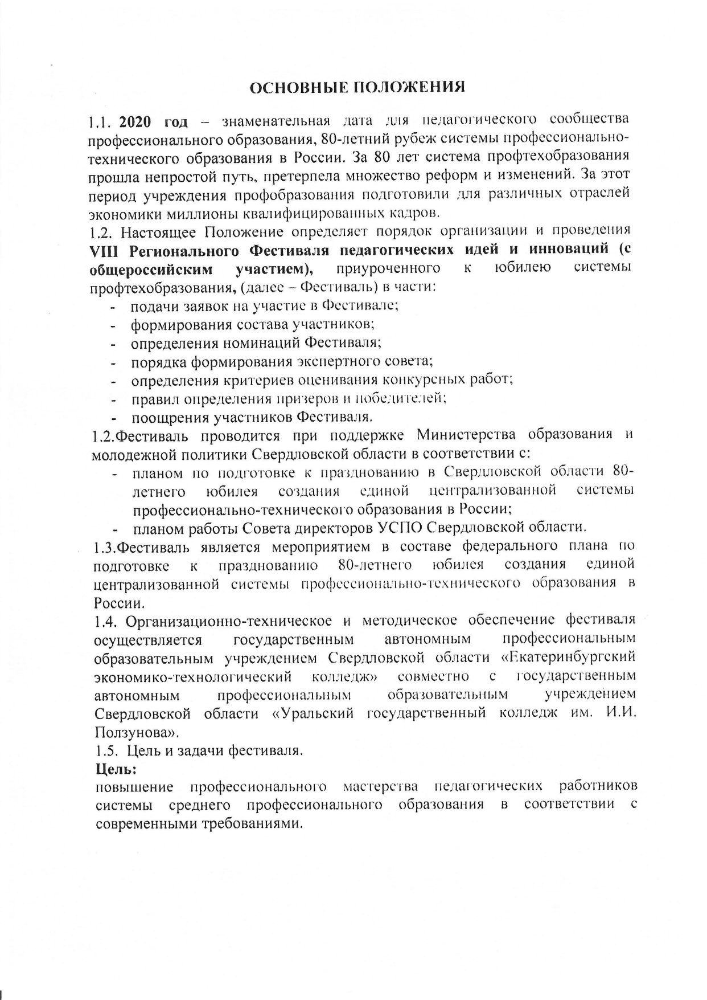 ОСНОВНЫЕ ПОЛОЖЕНИЯ
1.1. 2020 год – знаменательная дата для педагогического сообщества
профессионального образования, 80-летний рубеж системы профессионально-
технического образования в России. За 80 лет система профтехобразования
прошла непростой путь, претерпела множество реформ и изменений. За этот
период учреждения профобразования подготовили для различных отраслей
экономики миллионы квалифицированных кадров.
1.2. Настоящее Положение определяет порядок организации и проведения
VIII Регионального Фестиваля педагогических идей и инноваций (с
общероссийским участием), приуроченного к юбилею системы
профтехобразования, (далее – Фестиваль) в части:
- подачи заявок на участие в Фестивале;
- формирования состава участников;
- определения номинаций Фестиваля;
- порядка формирования экспертного совета;
- определения критериев оценивания конкурсных работ;
- правил определения призеров и победителей;
- поощрения участников Фестиваля.
1.2.Фестиваль проводится при поддержке Министерства образования и
молодежной политики Свердловской области в соответствии с:
- планом по подготовке к празднованию в Свердловской области 80-
летнего юбилея создания единой централизованной системы
профессионально-технического образования в России;
- планом работы Совета директоров УСПО Свердловской области.
1.3.Фестиваль является мероприятием в составе федерального плана по
подготовке к празднованию 80-летнего юбилея создания единой
централизованной системы профессионально-технического образования в
России.
1.4. Организационно-техническое и методическое обеспечение фестиваля
осуществляется государственным автономным профессиональным
образовательным учреждением Свердловской области «Екатеринбургский
экономико-технологический колледж» совместно с государственным
автономным профессиональным образовательным учреждением
Свердловской области «Уральский государственный колледж им. И.И.
Ползунова».
1.5. Цель и задачи фестиваля.
Цель:
повышение профессионального мастерства педагогических работников
системы среднего профессионального образования в соответствии с
современными требованиями.